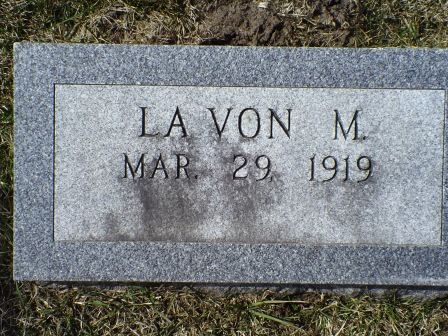 LA VON M.
MAR. 29, 1919